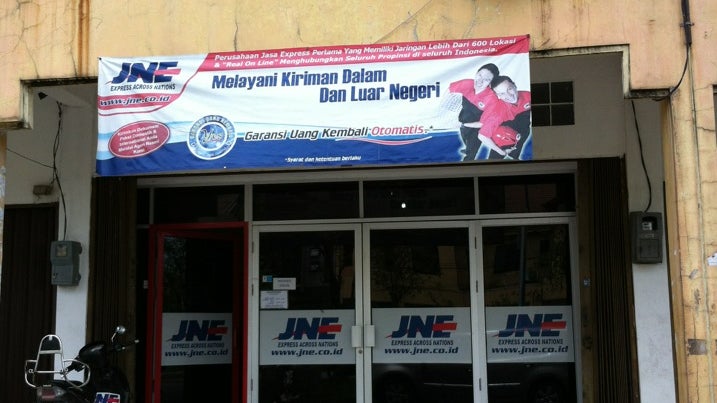 Perusahaan Jasa Express Pertama Yang Memiliki Jaringan Lebih Dari 600 Lokasi
& "Real On Line" Menghubungkan Seluruh Propinsi di seluruh Indonesia.
JNE
EXPRESS ACROSS NATIONS
www.jne.co.id
Melayani Kiriman Dalam
Dan Luar Negeri
Garansi Uang Kembali Otomatis.*
*Syarat dan ketentuan berlaku
JNE
EXPRESS ACROSS NATIONS
www.jne.co.id
JNE
EXPRESS ACROSS NATIONS
www.jne.co.id
JNE
EXPRESS ACROSS NATIONS
www.jne.co.id
JNE
EXPRESS ACROSS NATIONS
www.jne.co.id
JNE